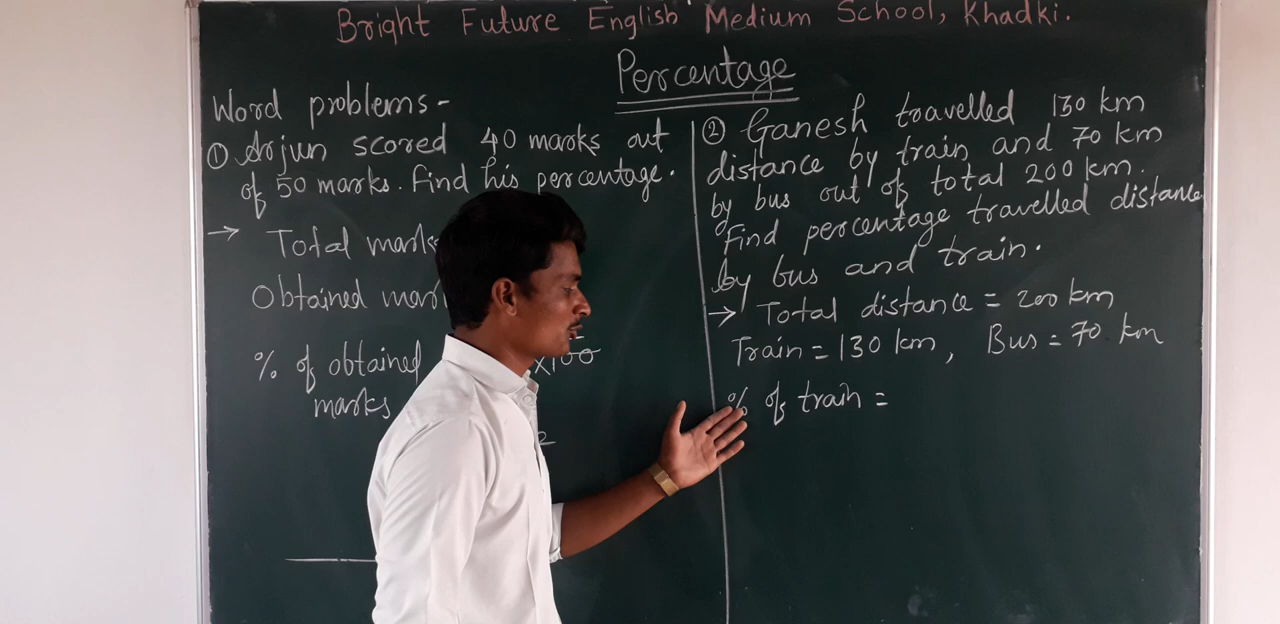 Bright Future English Medium School, Khadki.
Percentage
Word problems -
① Arjun scored 40 marks out
of 50 marks. Find his percentage.
→ Total marks
Obtained
% of obtained
marks
x100
2
② Ganesh travelled 130 km
distance by train and 70 km
by bus out of total 200 km.
Find percentage travelled distance
by bus and train.
→ Total distance = 200 km
Train = 130 km, Bus = 70 km
% of train =